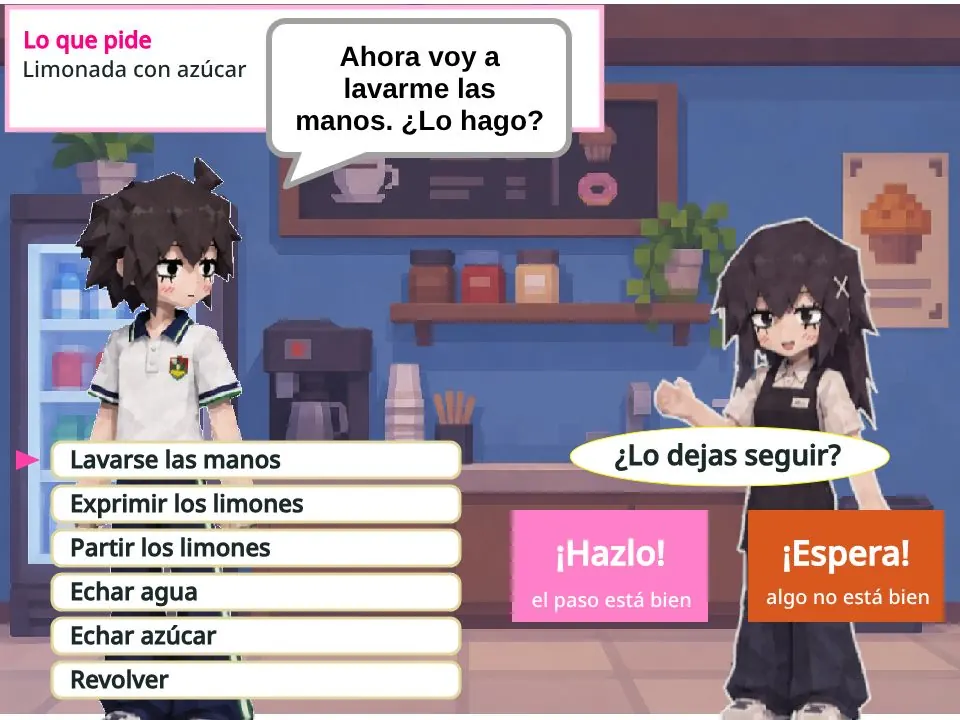 Lo que pide
Limonada con azúcar
Ahora voy a
lavarme las
manos. ¿Lo hago?
Lavarse las manos
Exprimir los limones
Partir los limones
Echar agua
Echar azúcar
Revolver
¿Lo dejas seguir?
¡Hazlo!
el paso está bien
¡Espera!
algo no está bien